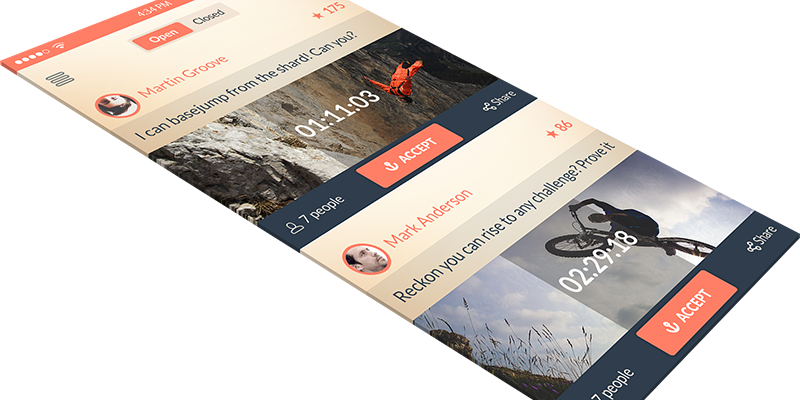 4:34 PM
Open Closed
175
Martin Groove
I can basejump from the shard! Can you?
01:11:03
7 people
ACCEPT
Share
86
Mark Anderson
Reckon you can rise to any challenge? Prove it
02:29:18
7 people
ACCEPT
Share